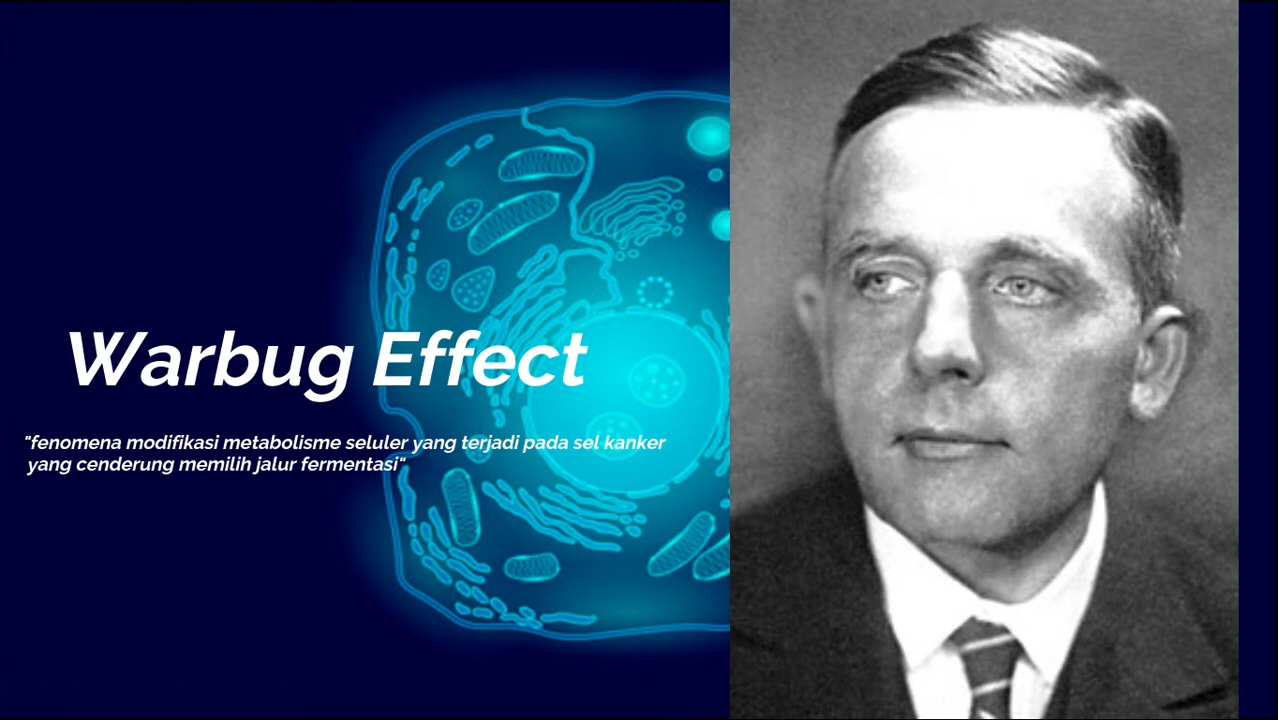 Warbug Effect
"fenomena modifikasi metabolisme seluler yang terjadi pada sel kanker
yang cenderung memilih jalur fermentasi"